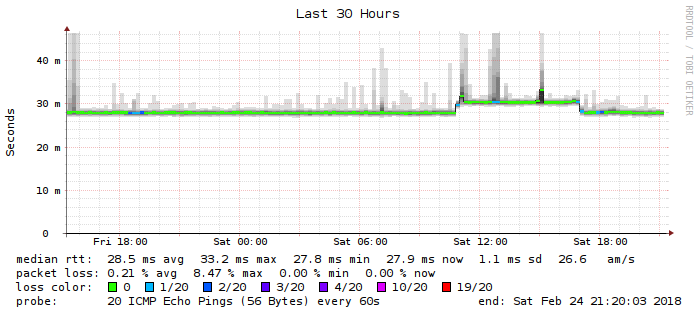 Last 30 Hours
RRDTOOL / TOBI OETIKER
Seconds
40 m
30 m
20 m
10 m
0
Fri 18:00 Sat 00:00 Sat 06:00 Sat 12:00 Sat 18:00
median rtt: 28.5 ms avg 33.2 ms max 27.8 ms min 27.9 ms now 1.1 ms sd 26.6 am/s
packet loss: 0.21 % avg 8.47 % max 0.00 % min 0.00 % now
loss color: 0 1/20 2/20 3/20 4/20 10/20 19/20
probe: 20 ICMP Echo Pings (56 Bytes) every 60s end: Sat Feb 24 21:20:03 2018